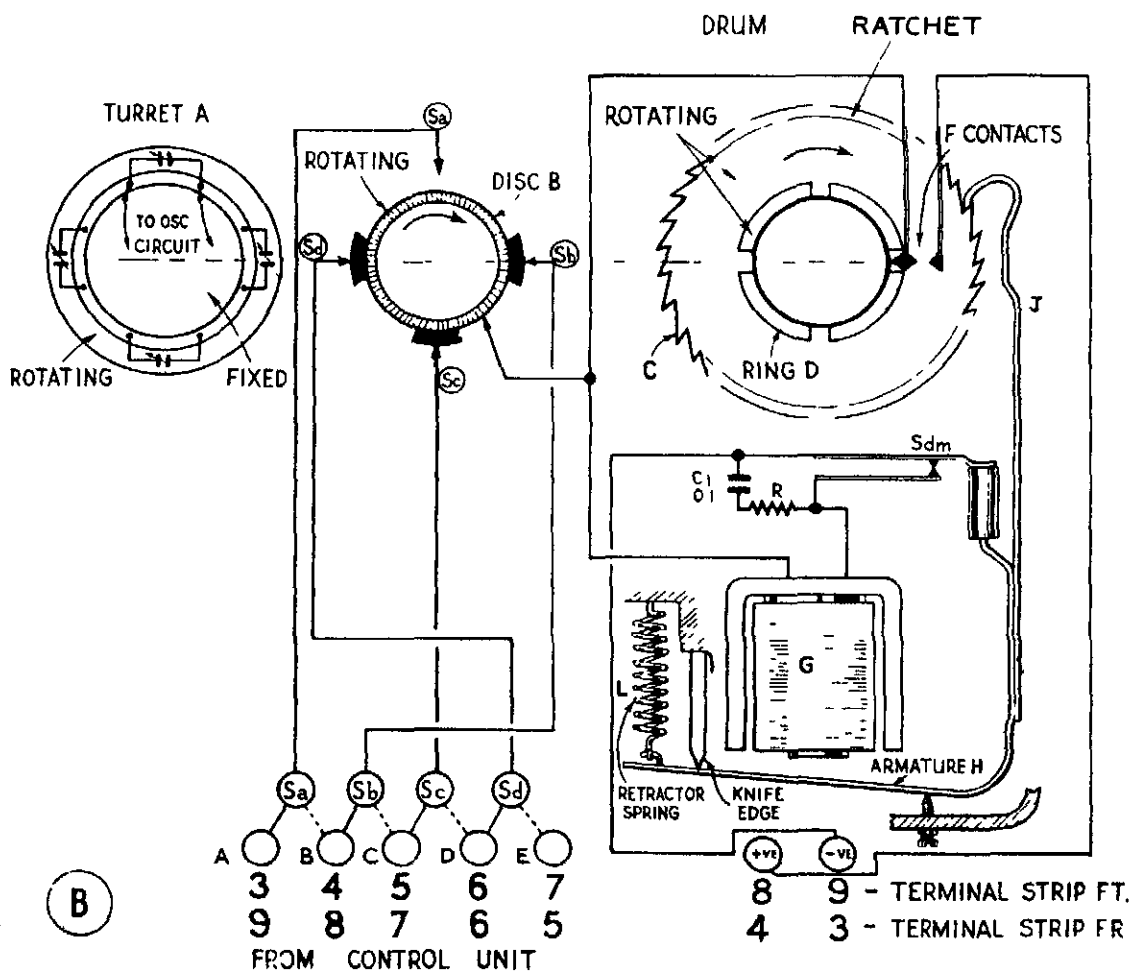 DRUM
RATCHET
TURRET A
Sa
ROTATING
F CONTACTS
ROTATING
DISC B
TO OSC
CIRCUIT
Sd
Sb
J
C
RING D
ROTATING
FIXED
Sc
Sdm
C1
01
R
G
L
ARMATURE H
RETRACTOR
SPRING
KNIFE
EDGE
Sa Sb Sc Sd
A B C D E
+VE -VE
3 4 5 6 7
8 9 - TERMINAL STRIP FT.
9 8 7 6 5
4 3 - TERMINAL STRIP FR
B
FROM CONTROL UNIT